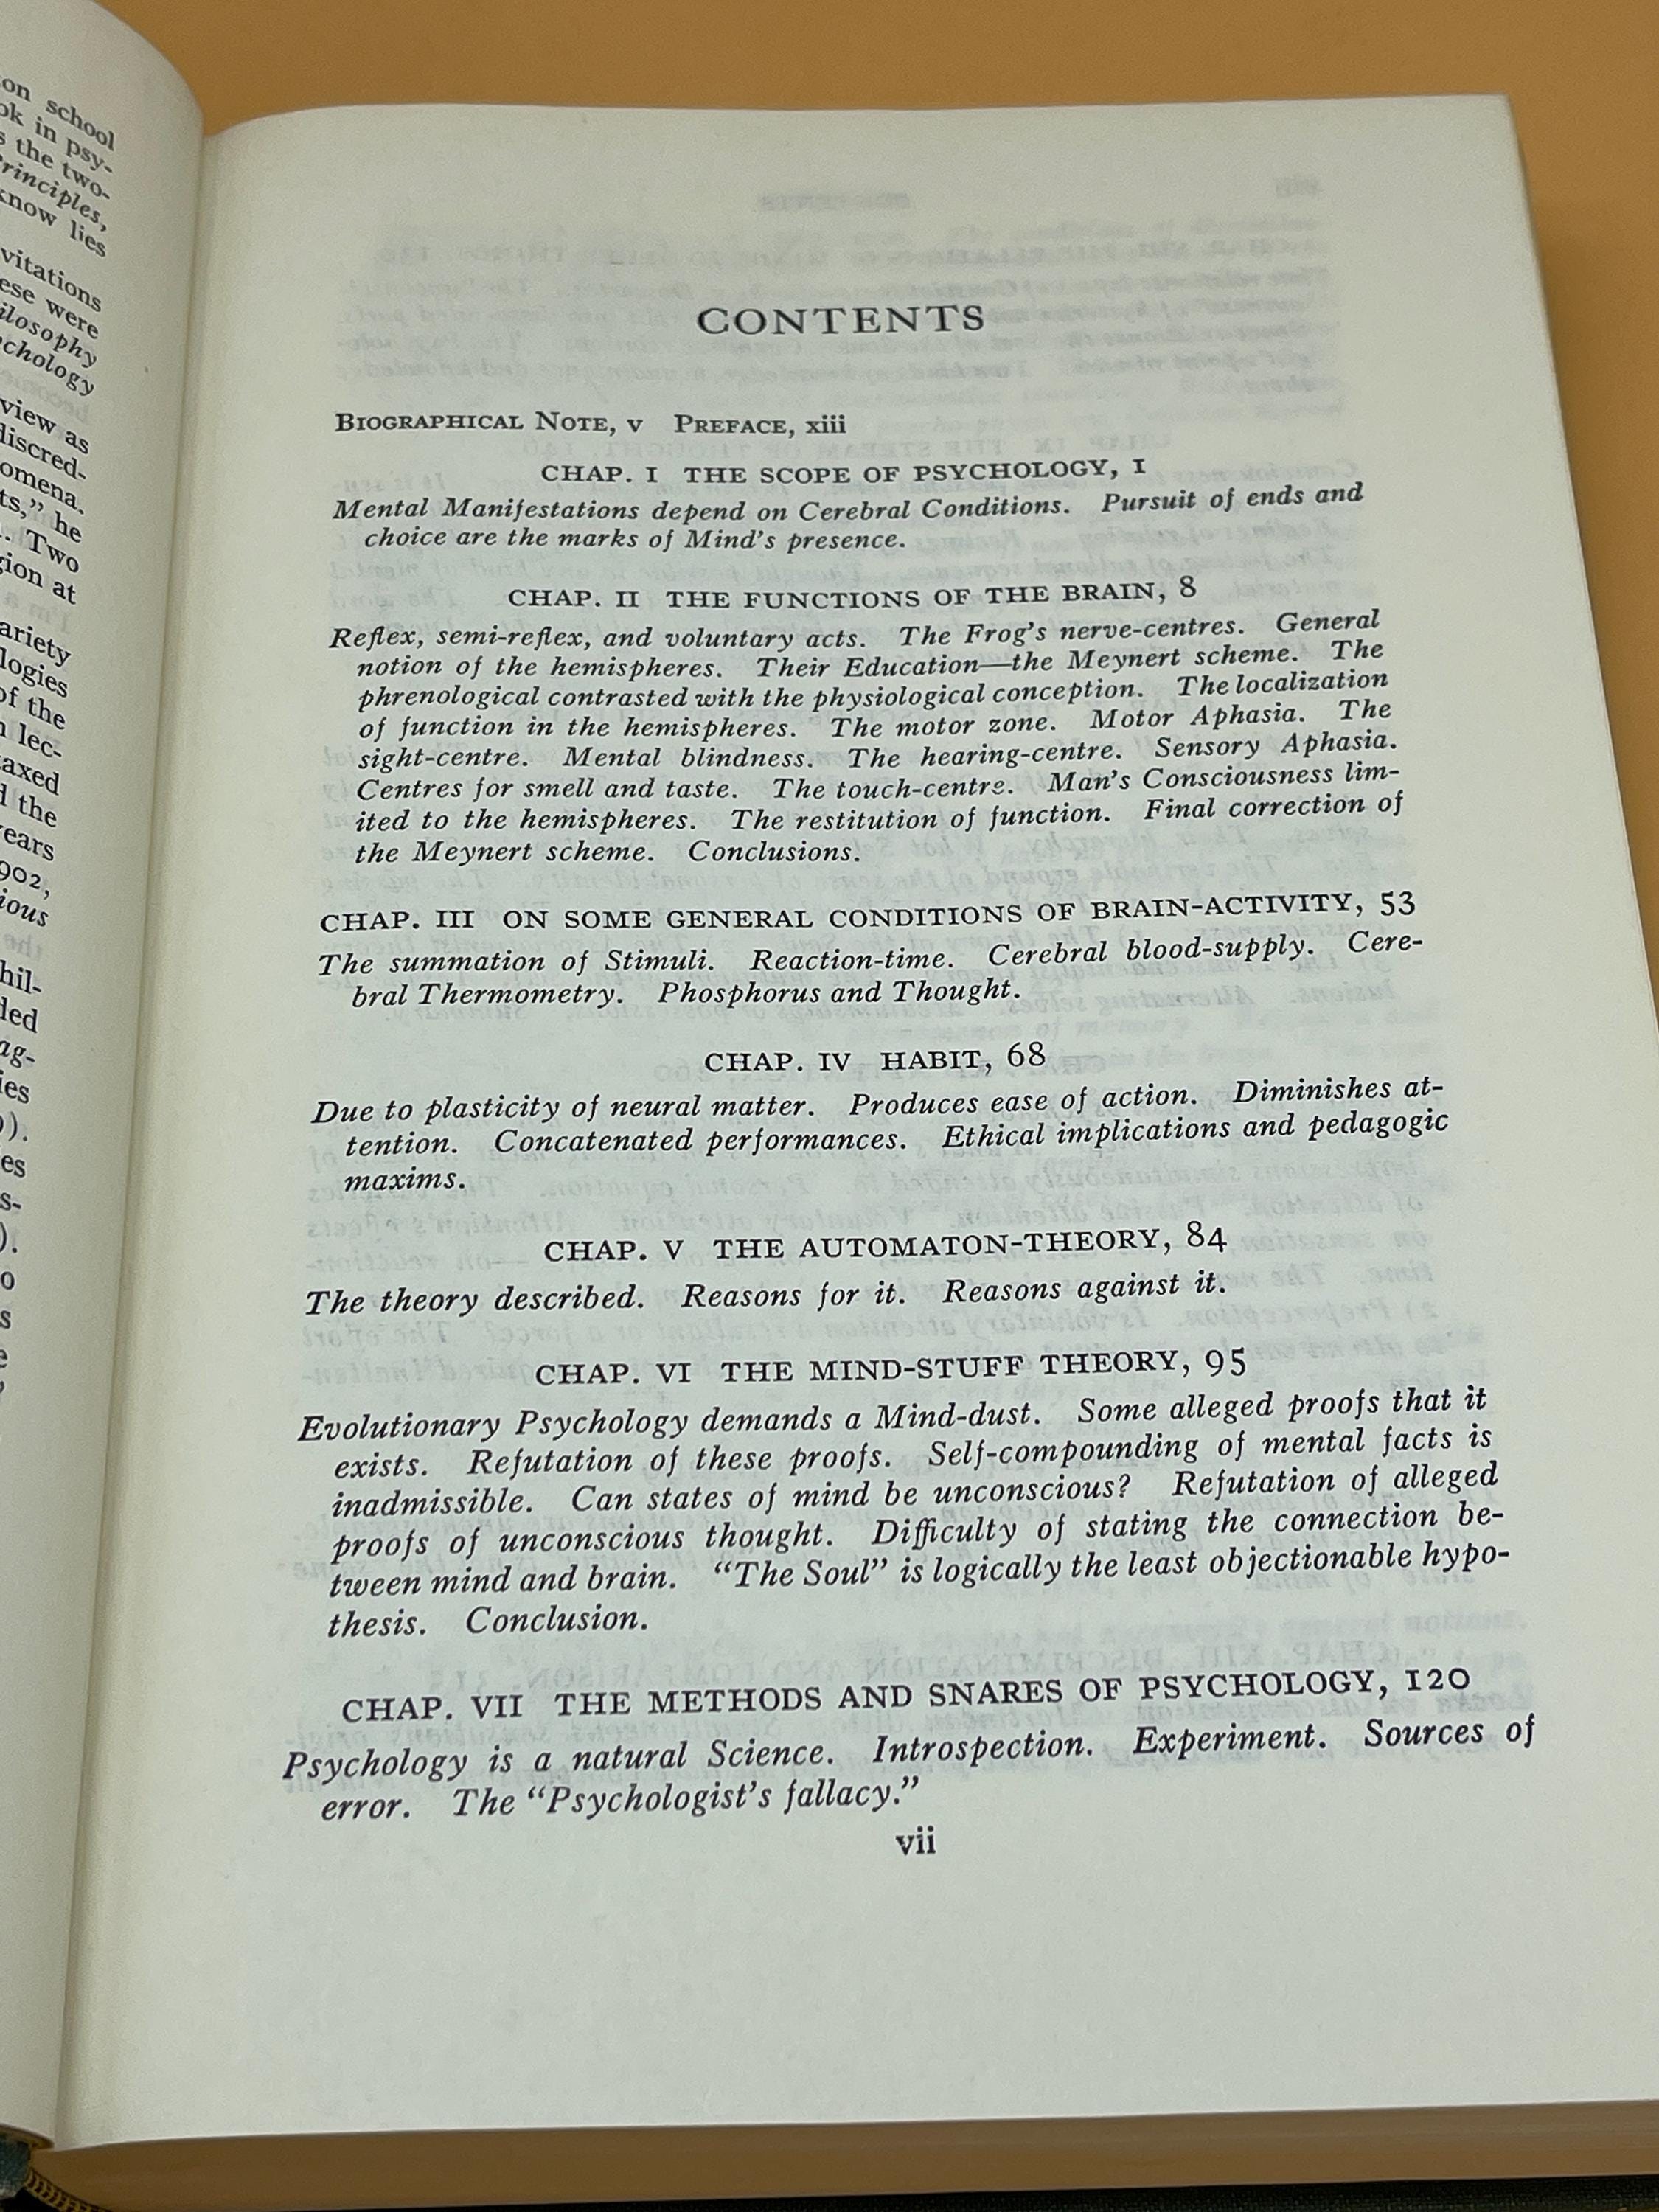 on school
ok in psy-
s the two-
Principles,
know lies
vitations
ese were
ilosophy
ychology
view as
discred-
omena.
ts,” he
. Two
gion at
ariety
logies
of the
n lec-
axed
d the
years
902,
ious
hil-
ded
ag-
ies
).
es
s-
).
o
s
e
CONTENTS
Biographical Note, v Preface, xiii
CHAP. I THE SCOPE OF PSYCHOLOGY, 1
Mental Manifestations depend on Cerebral Conditions. Pursuit of ends and
choice are the marks of Mind’s presence.
CHAP. II THE FUNCTIONS OF THE BRAIN, 8
Reflex, semi-reflex, and voluntary acts. The Frog’s nerve-centres. General
notion of the hemispheres. Their Education—the Meynert scheme. The
phrenological contrasted with the physiological conception. The localization
of function in the hemispheres. The motor zone. Motor Aphasia. The
sight-centre. Mental blindness. The hearing-centre. Sensory Aphasia.
Centres for smell and taste. The touch-centre. Man’s Consciousness lim-
ited to the hemispheres. The restitution of function. Final correction of
the Meynert scheme. Conclusions.
CHAP. III ON SOME GENERAL CONDITIONS OF BRAIN-ACTIVITY, 53
The summation of Stimuli. Reaction-time. Cerebral blood-supply. Cere-
bral Thermometry. Phosphorus and Thought.
CHAP. IV HABIT, 68
Due to plasticity of neural matter. Produces ease of action. Diminishes at-
tention. Concatenated performances. Ethical implications and pedagogic
maxims.
CHAP. V THE AUTOMATON-THEORY, 84
The theory described. Reasons for it. Reasons against it.
CHAP. VI THE MIND-STUFF THEORY, 95
Evolutionary Psychology demands a Mind-dust. Some alleged proofs that it
exists. Refutation of these proofs. Self-compounding of mental facts is
inadmissible. Can states of mind be unconscious? Refutation of alleged
proofs of unconscious thought. Difficulty of stating the connection be-
tween mind and brain. “The Soul” is logically the least objectionable hypo-
thesis. Conclusion.
CHAP. VII THE METHODS AND SNARES OF PSYCHOLOGY, 120
Psychology is a natural Science. Introspection. Experiment. Sources of
error. The “Psychologist’s fallacy.”
vii